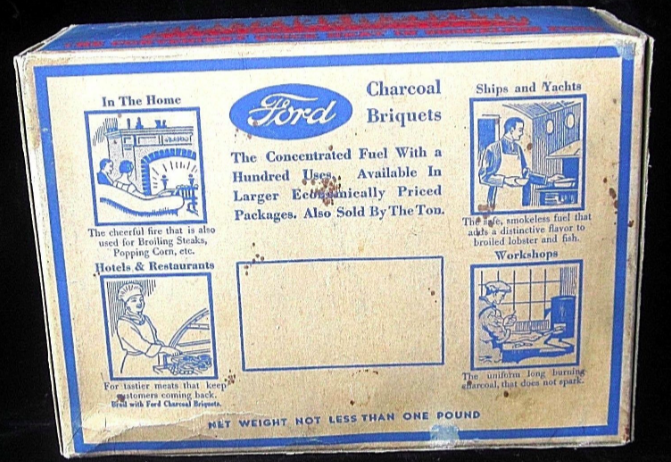 In The Home
The cheerful fire that is also
used for Broiling Steaks,
Popping Corn, etc.
Hotels & Restaurants
For tastier meats that keep
customers coming back.
Broil with Ford Charcoal Briquets.
Ford
Charcoal
Briquets
The Concentrated Fuel With a
Hundred Uses. Available In
Larger Economically Priced
Packages. Also Sold By The Ton.
Ships and Yachts
The safe, smokeless fuel that
adds a distinctive flavor to
broiled lobster and fish.
Workshops
The uniform long burning
charcoal, that does not spark.
NET WEIGHT NOT LESS THAN ONE POUND